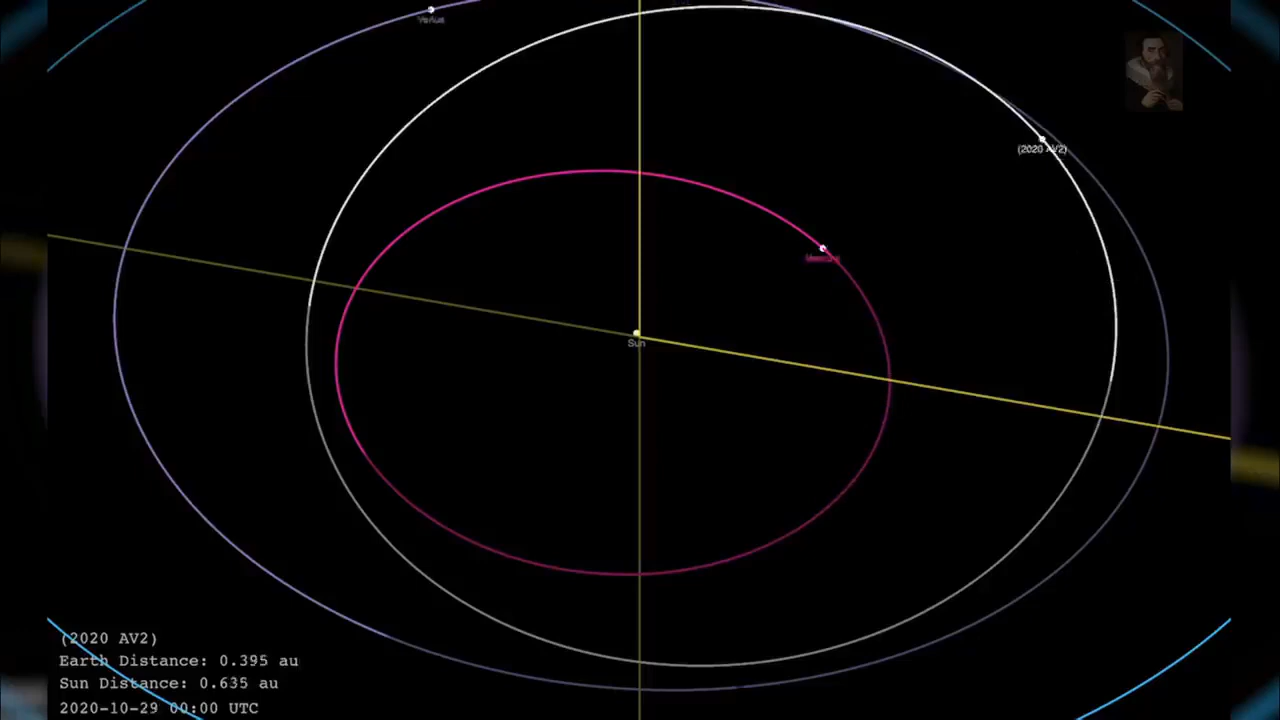 Venus
(2020 AV2)
Mercury
Sun
(2020 AV2)
Earth Distance: 0.395 au
Sun Distance: 0.635 au
2020-10-29 00:00 UTC